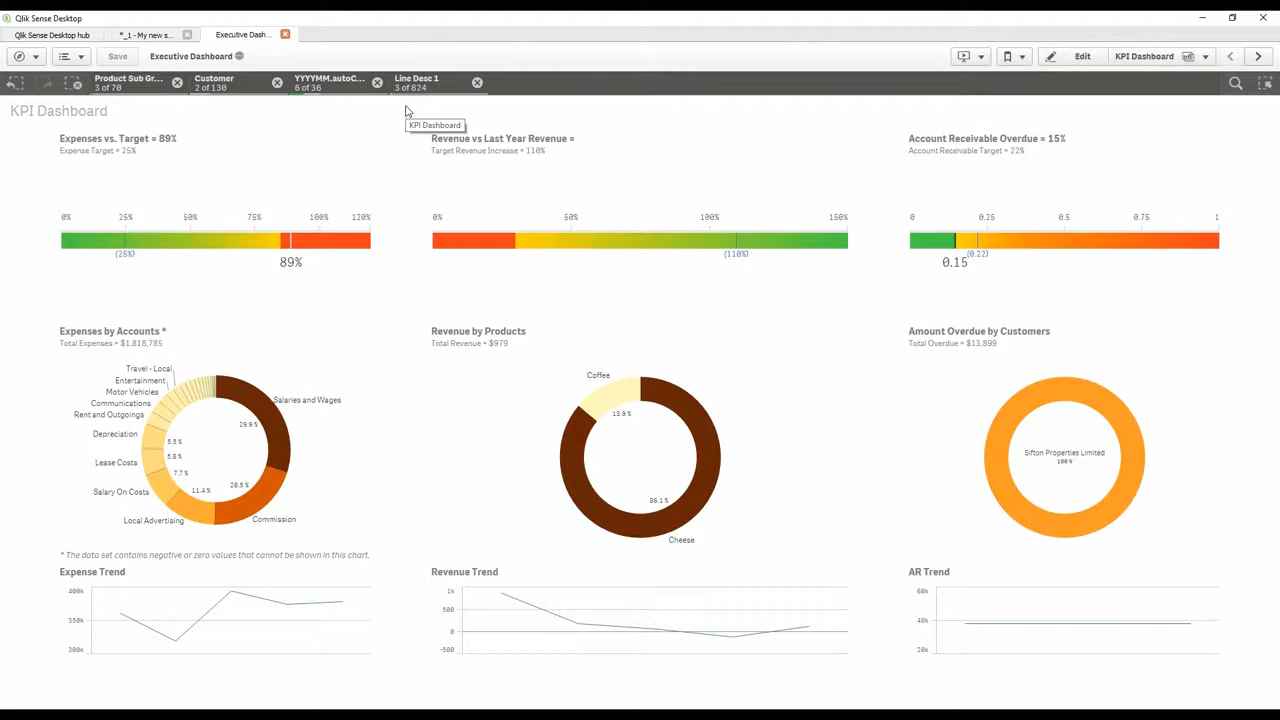 Qlik Sense Desktop
Qlik Sense Desktop hub
*_1 - My new s...
Executive Dash...
Save
Executive Dashboard
Edit
KPI Dashboard
Product Sub Gr...
3 of 70
Customer
2 of 130
YYYYMM.autoC...
6 of 36
Line Desc 1
3 of 824
KPI Dashboard
KPI Dashboard
Expenses vs. Target = 89%
Expense Target = 25%
0% 25% 50% 75% 100% 120%
(25%)
89%
Revenue vs Last Year Revenue =
Target Revenue Increase = 110%
0% 50% 100% 150%
(110%)
Account Receivable Overdue = 15%
Account Receivable Target = 22%
0 0.25 0.5 0.75 1
(0.22)
0.15
Expenses by Accounts *
Total Expenses = $1,818,785
Travel - Local
Entertainment
Motor Vehicles
Communications
Rent and Outgoings
Depreciation
Lease Costs
Salary On Costs
Local Advertising
Commission
Salaries and Wages
29.9 %
20.5 %
11.4 %
7.7 %
5.8 %
5.5 %
* The data set contains negative or zero values that cannot be shown in this chart.
Revenue by Products
Total Revenue = $979
Coffee
13.9 %
86.1 %
Cheese
Amount Overdue by Customers
Total Overdue = $13,899
Sifton Properties Limited
100 %
Expense Trend
400k
350k
300k
Revenue Trend
1k
500
0
-500
AR Trend
60k
40k
20k